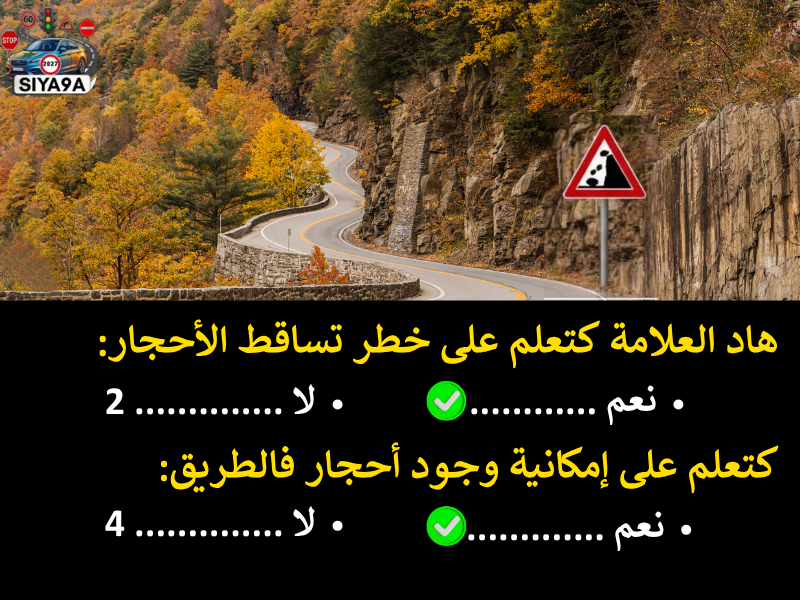 60
STOP
2027
SIYA9A
هاد العلامة كتعلم على خطر تساقط الأحجار:
• نعم ............ • لا .............. 2
كتعلم على إمكانية وجود أحجار فالطريق:
• نعم ............. • لا .............. 4